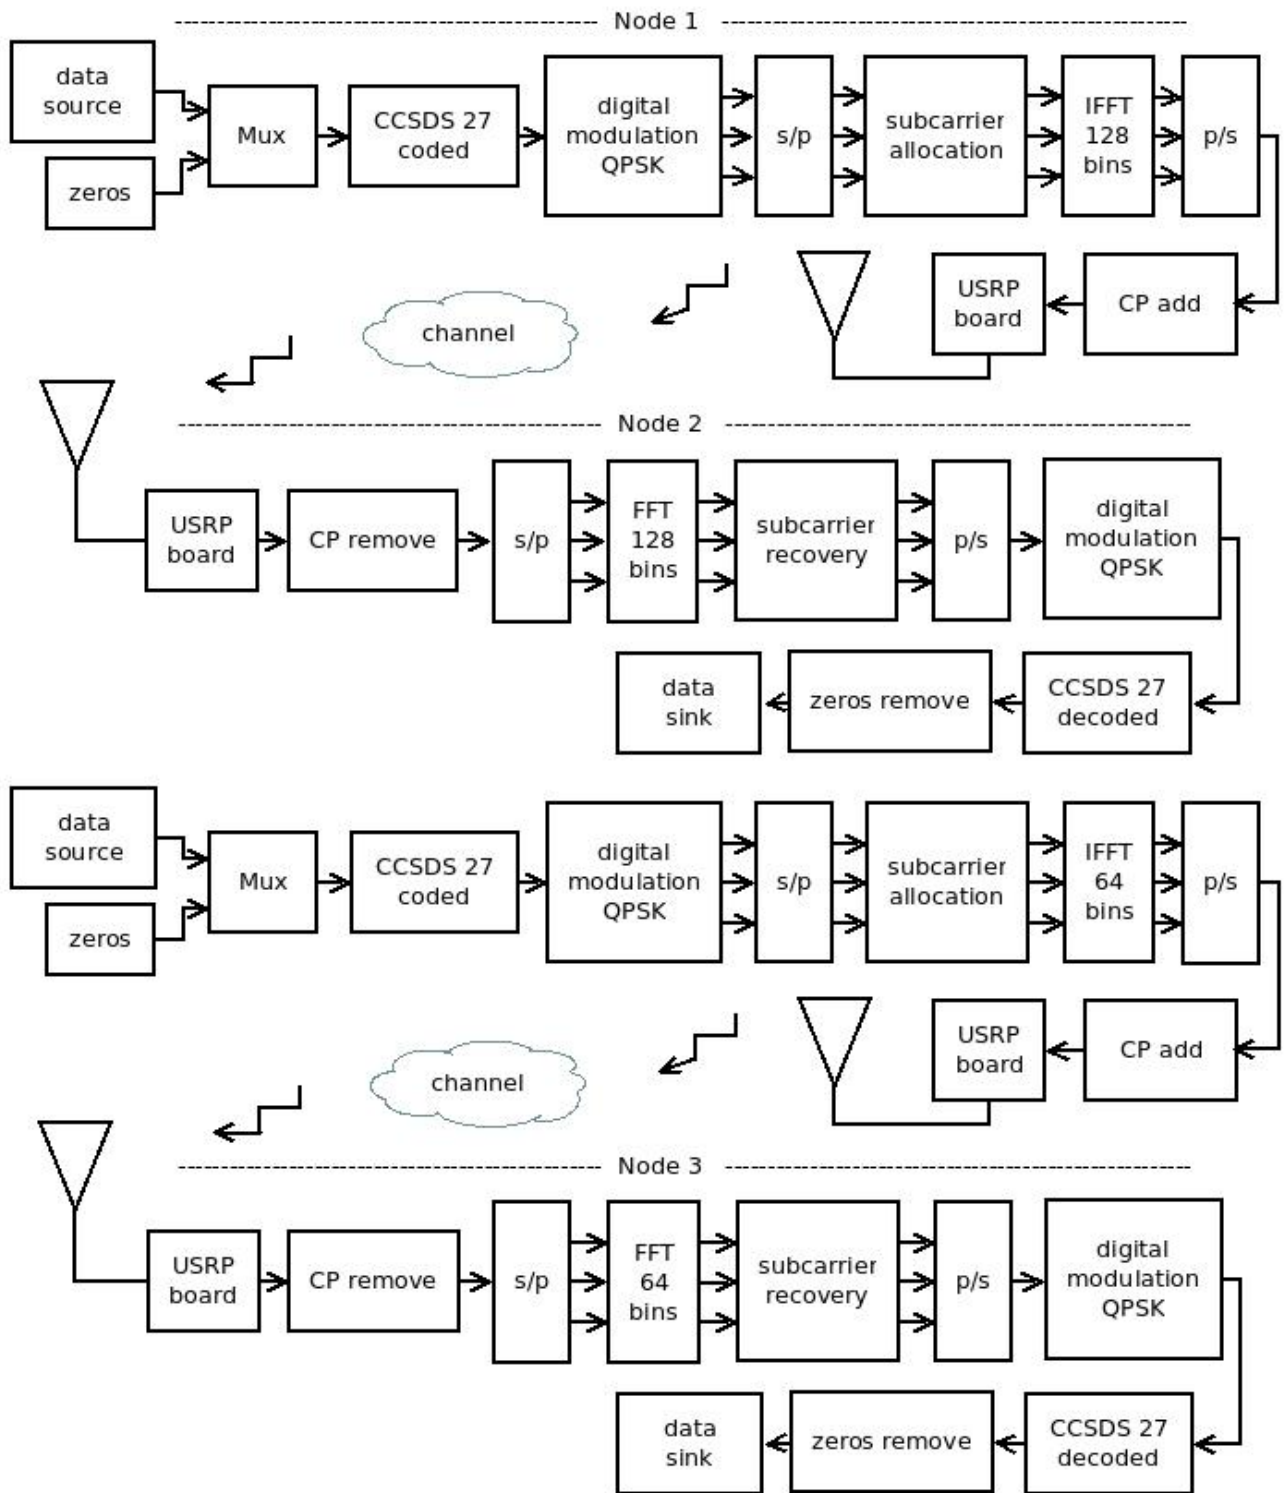 Node 1
data
source
zeros
Mux
CCSDS 27
coded
digital
modulation
QPSK
s/p
subcarrier
allocation
IFFT
128
bins
p/s
CP add
USRP
board
channel
Node 2
USRP
board
CP remove
s/p
FFT
128
bins
subcarrier
recovery
p/s
digital
modulation
QPSK
CCSDS 27
decoded
zeros remove
data
sink
data
source
zeros
Mux
CCSDS 27
coded
digital
modulation
QPSK
s/p
subcarrier
allocation
IFFT
64
bins
p/s
CP add
USRP
board
channel
Node 3
USRP
board
CP remove
s/p
FFT
64
bins
subcarrier
recovery
p/s
digital
modulation
QPSK
CCSDS 27
decoded
zeros remove
data
sink